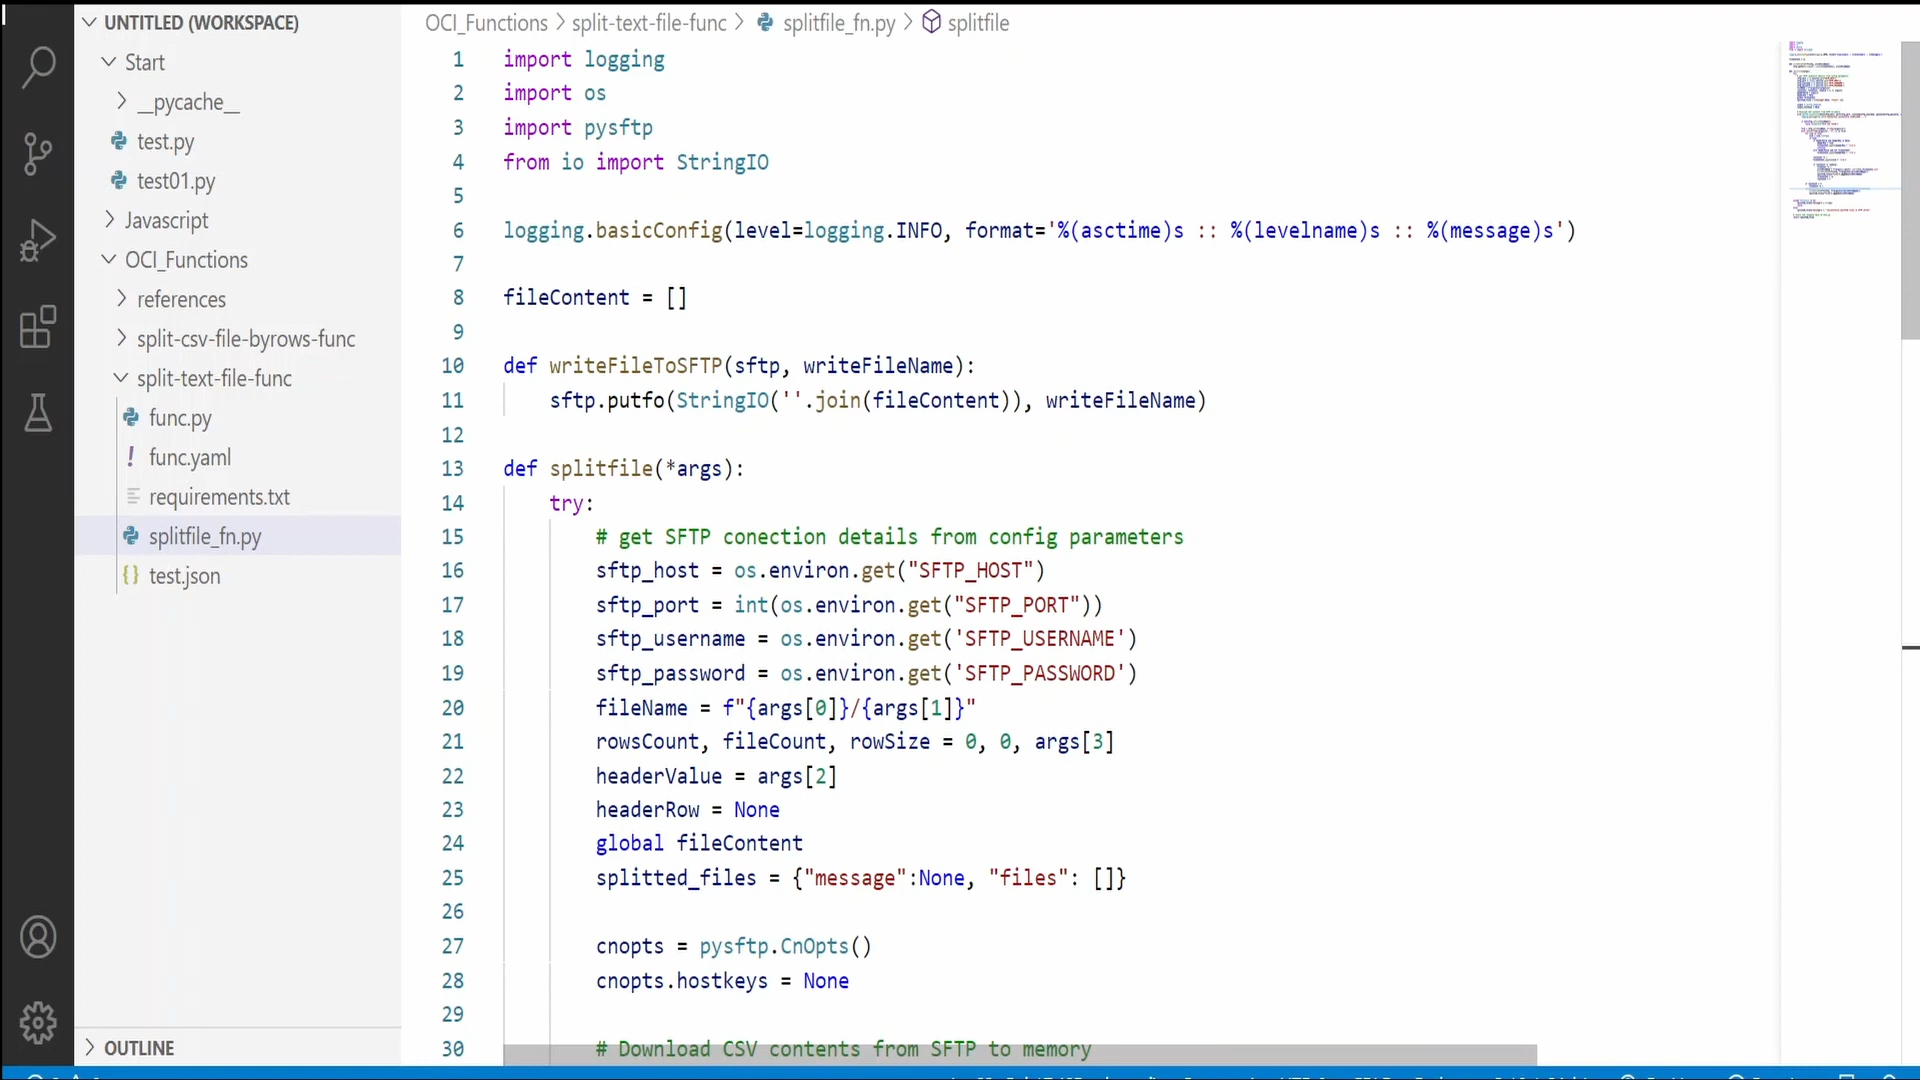 UNTITLED (WORKSPACE)
Start
__pycache__
test.py
test01.py
Javascript
OCI_Functions
references
split-csv-file-byrows-func
split-text-file-func
func.py
func.yaml
requirements.txt
splitfile_fn.py
test.json
OUTLINE
OCI_Functions > split-text-file-func > splitfile_fn.py > splitfile
1 import logging
2 import os
3 import pysftp
4 from io import StringIO
5
6 logging.basicConfig(level=logging.INFO, format='%(asctime)s :: %(levelname)s :: %(message)s')
7
8 fileContent = []
9
10 def writeFileToSFTP(sftp, writeFileName):
11 sftp.putfo(StringIO(''.join(fileContent)), writeFileName)
12
13 def splitfile(*args):
14 try:
15 # get SFTP conection details from config parameters
16 sftp_host = os.environ.get("SFTP_HOST")
17 sftp_port = int(os.environ.get("SFTP_PORT"))
18 sftp_username = os.environ.get('SFTP_USERNAME')
19 sftp_password = os.environ.get('SFTP_PASSWORD')
20 fileName = f"{args[0]}/{args[1]}"
21 rowsCount, fileCount, rowSize = 0, 0, args[3]
22 headerValue = args[2]
23 headerRow = None
24 global fileContent
25 splitted_files = {"message":None, "files": []}
26
27 cnopts = pysftp.CnOpts()
28 cnopts.hostkeys = None
29
30 # Download CSV contents from SFTP to memory